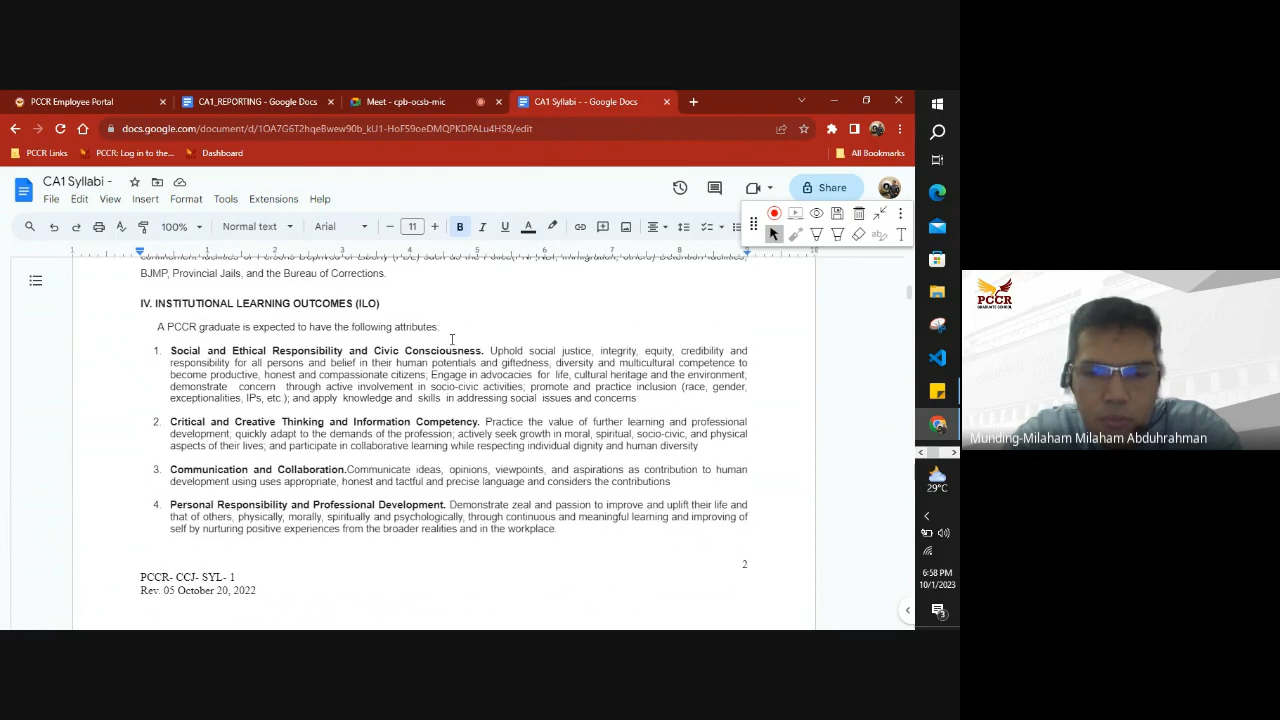 PCCR Employee Portal
CA1_REPORTING - Google Docs
Meet - cpb-ocsb-mic
CA1 Syllabi - - Google Docs
docs.google.com/document/d/1OA7G6T2hqeBwew90b_kU1-HoF59oeDMQPKDPALu4HS8/edit
PCCR Links
PCCR: Log in to the...
Dashboard
All Bookmarks
CA1 Syllabi -
File Edit View Insert Format Tools Extensions Help
Share
100% Normal text Arial 11 B I U A
BJMP, Provincial Jails, and the Bureau of Corrections.
IV. INSTITUTIONAL LEARNING OUTCOMES (ILO)
A PCCR graduate is expected to have the following attributes:
1. Social and Ethical Responsibility and Civic Consciousness. Uphold social justice, integrity, equity, credibility and
responsibility for all persons and belief in their human potentials and giftedness, diversity and multicultural competence to
become productive, honest and compassionate citizens; Engage in advocacies for life, cultural heritage and the environment;
demonstrate concern through active involvement in socio-civic activities; promote and practice inclusion (race, gender,
exceptionalities, IPs, etc.); and apply knowledge and skills in addressing social issues and concerns
2. Critical and Creative Thinking and Information Competency. Practice the value of further learning and professional
development; quickly adapt to the demands of the profession; actively seek growth in moral, spiritual, socio-civic, and physical
aspects of their lives; and participate in collaborative learning while respecting individual dignity and human diversity
3. Communication and Collaboration.Communicate ideas, opinions, viewpoints, and aspirations as contribution to human
development using uses appropriate, honest and tactful and precise language and considers the contributions
4. Personal Responsibility and Professional Development. Demonstrate zeal and passion to improve and uplift their life and
that of others, physically, morally, spiritually and psychologically, through continuous and meaningful learning and improving of
self by nurturing positive experiences from the broader realities and in the workplace.
2
PCCR- CCJ- SYL- 1
Rev. 05 October 20, 2022
29°C
6:58 PM
10/1/2023
3
PCCR
GRADUATE SCHOOL
Munding-Milaham Milaham Abduhrahman